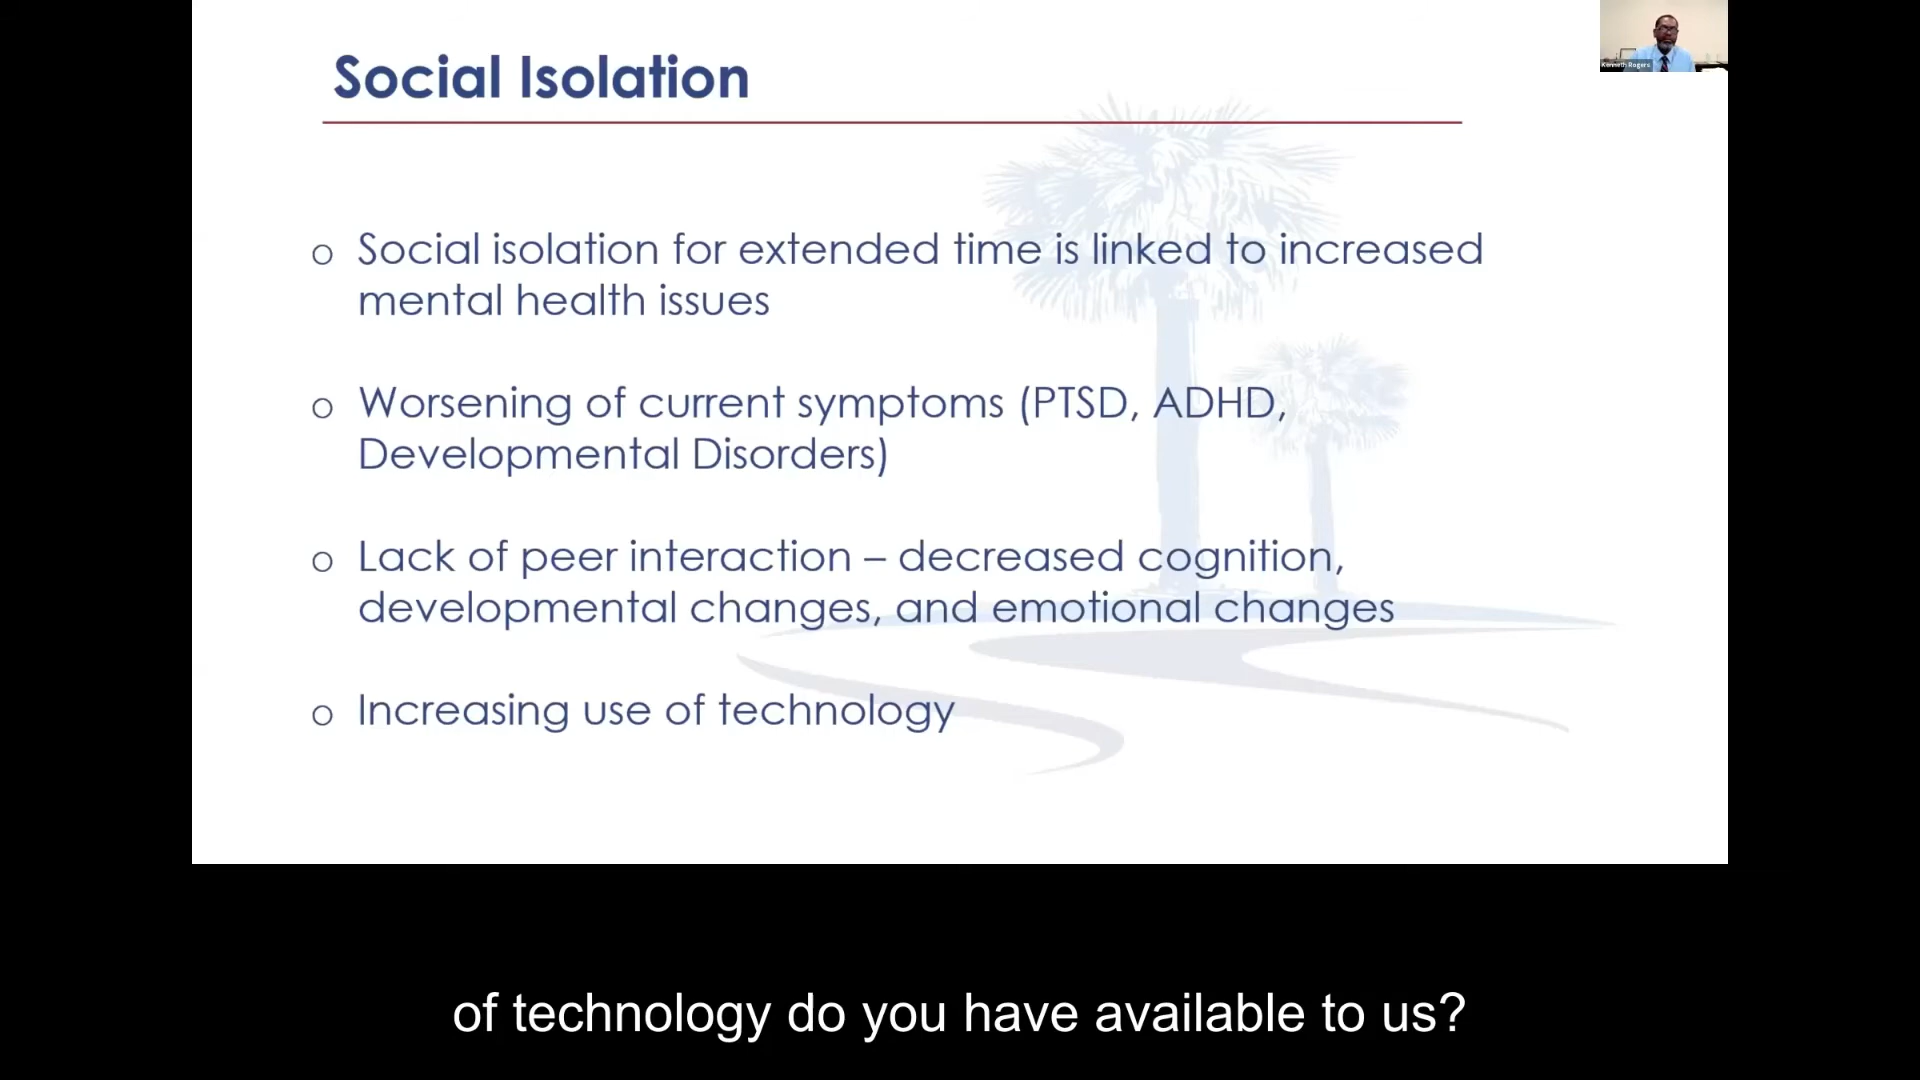 Social Isolation
Kenneth Rogers
o Social isolation for extended time is linked to increased
mental health issues
o Worsening of current symptoms (PTSD, ADHD,
Developmental Disorders)
o Lack of peer interaction – decreased cognition,
developmental changes, and emotional changes
o Increasing use of technology
of technology do you have available to us?